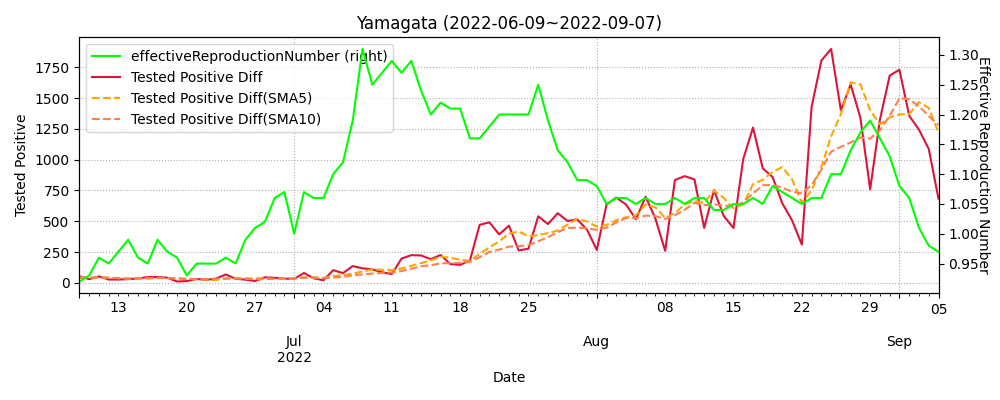 Yamagata (2022-06-09~2022-09-07)
effectiveReproductionNumber (right)
Tested Positive Diff
Tested Positive Diff(SMA5)
Tested Positive Diff(SMA10)
Tested Positive
1750
1500
1250
1000
750
500
250
0
1.30
1.25
1.20
1.15
1.10
1.05
1.00
0.95
Effective Reproduction Number
13 20 27 04 11 18 25 08 15 22 29 05
Jul Aug Sep
2022
Date